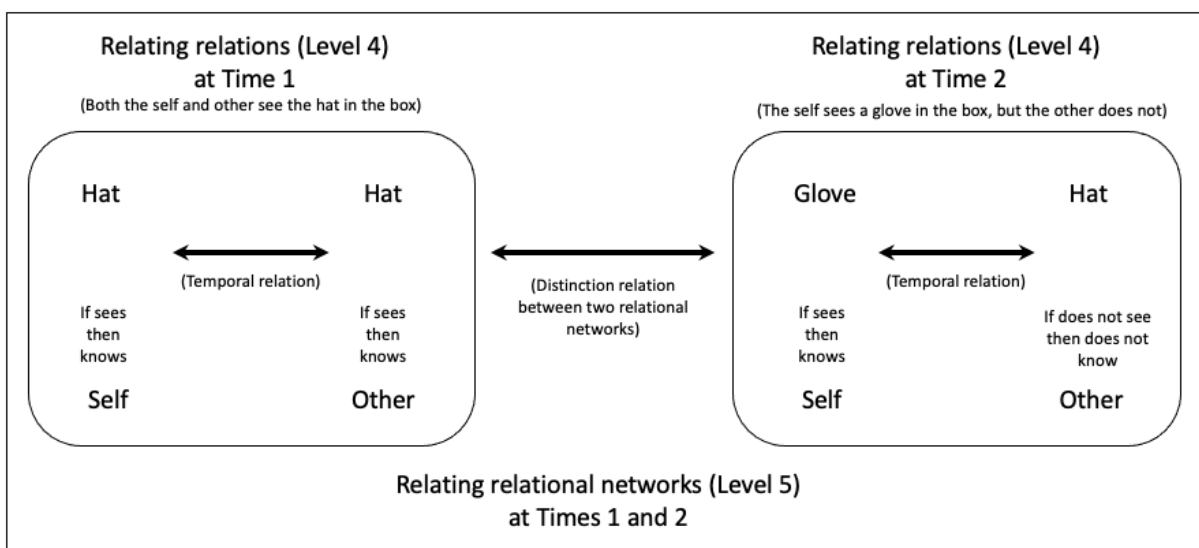 Relating relations (Level 4)
at Time 1
(Both the self and other see the hat in the box)
Hat
Hat
(Temporal relation)
If sees
then
knows
If sees
then
knows
Self
Other
(Distinction relation
between two relational
networks)
Relating relations (Level 4)
at Time 2
(The self sees a glove in the box, but the other does not)
Glove
Hat
(Temporal relation)
If sees
then
knows
If does not see
then does not
know
Self
Other
Relating relational networks (Level 5)
at Times 1 and 2